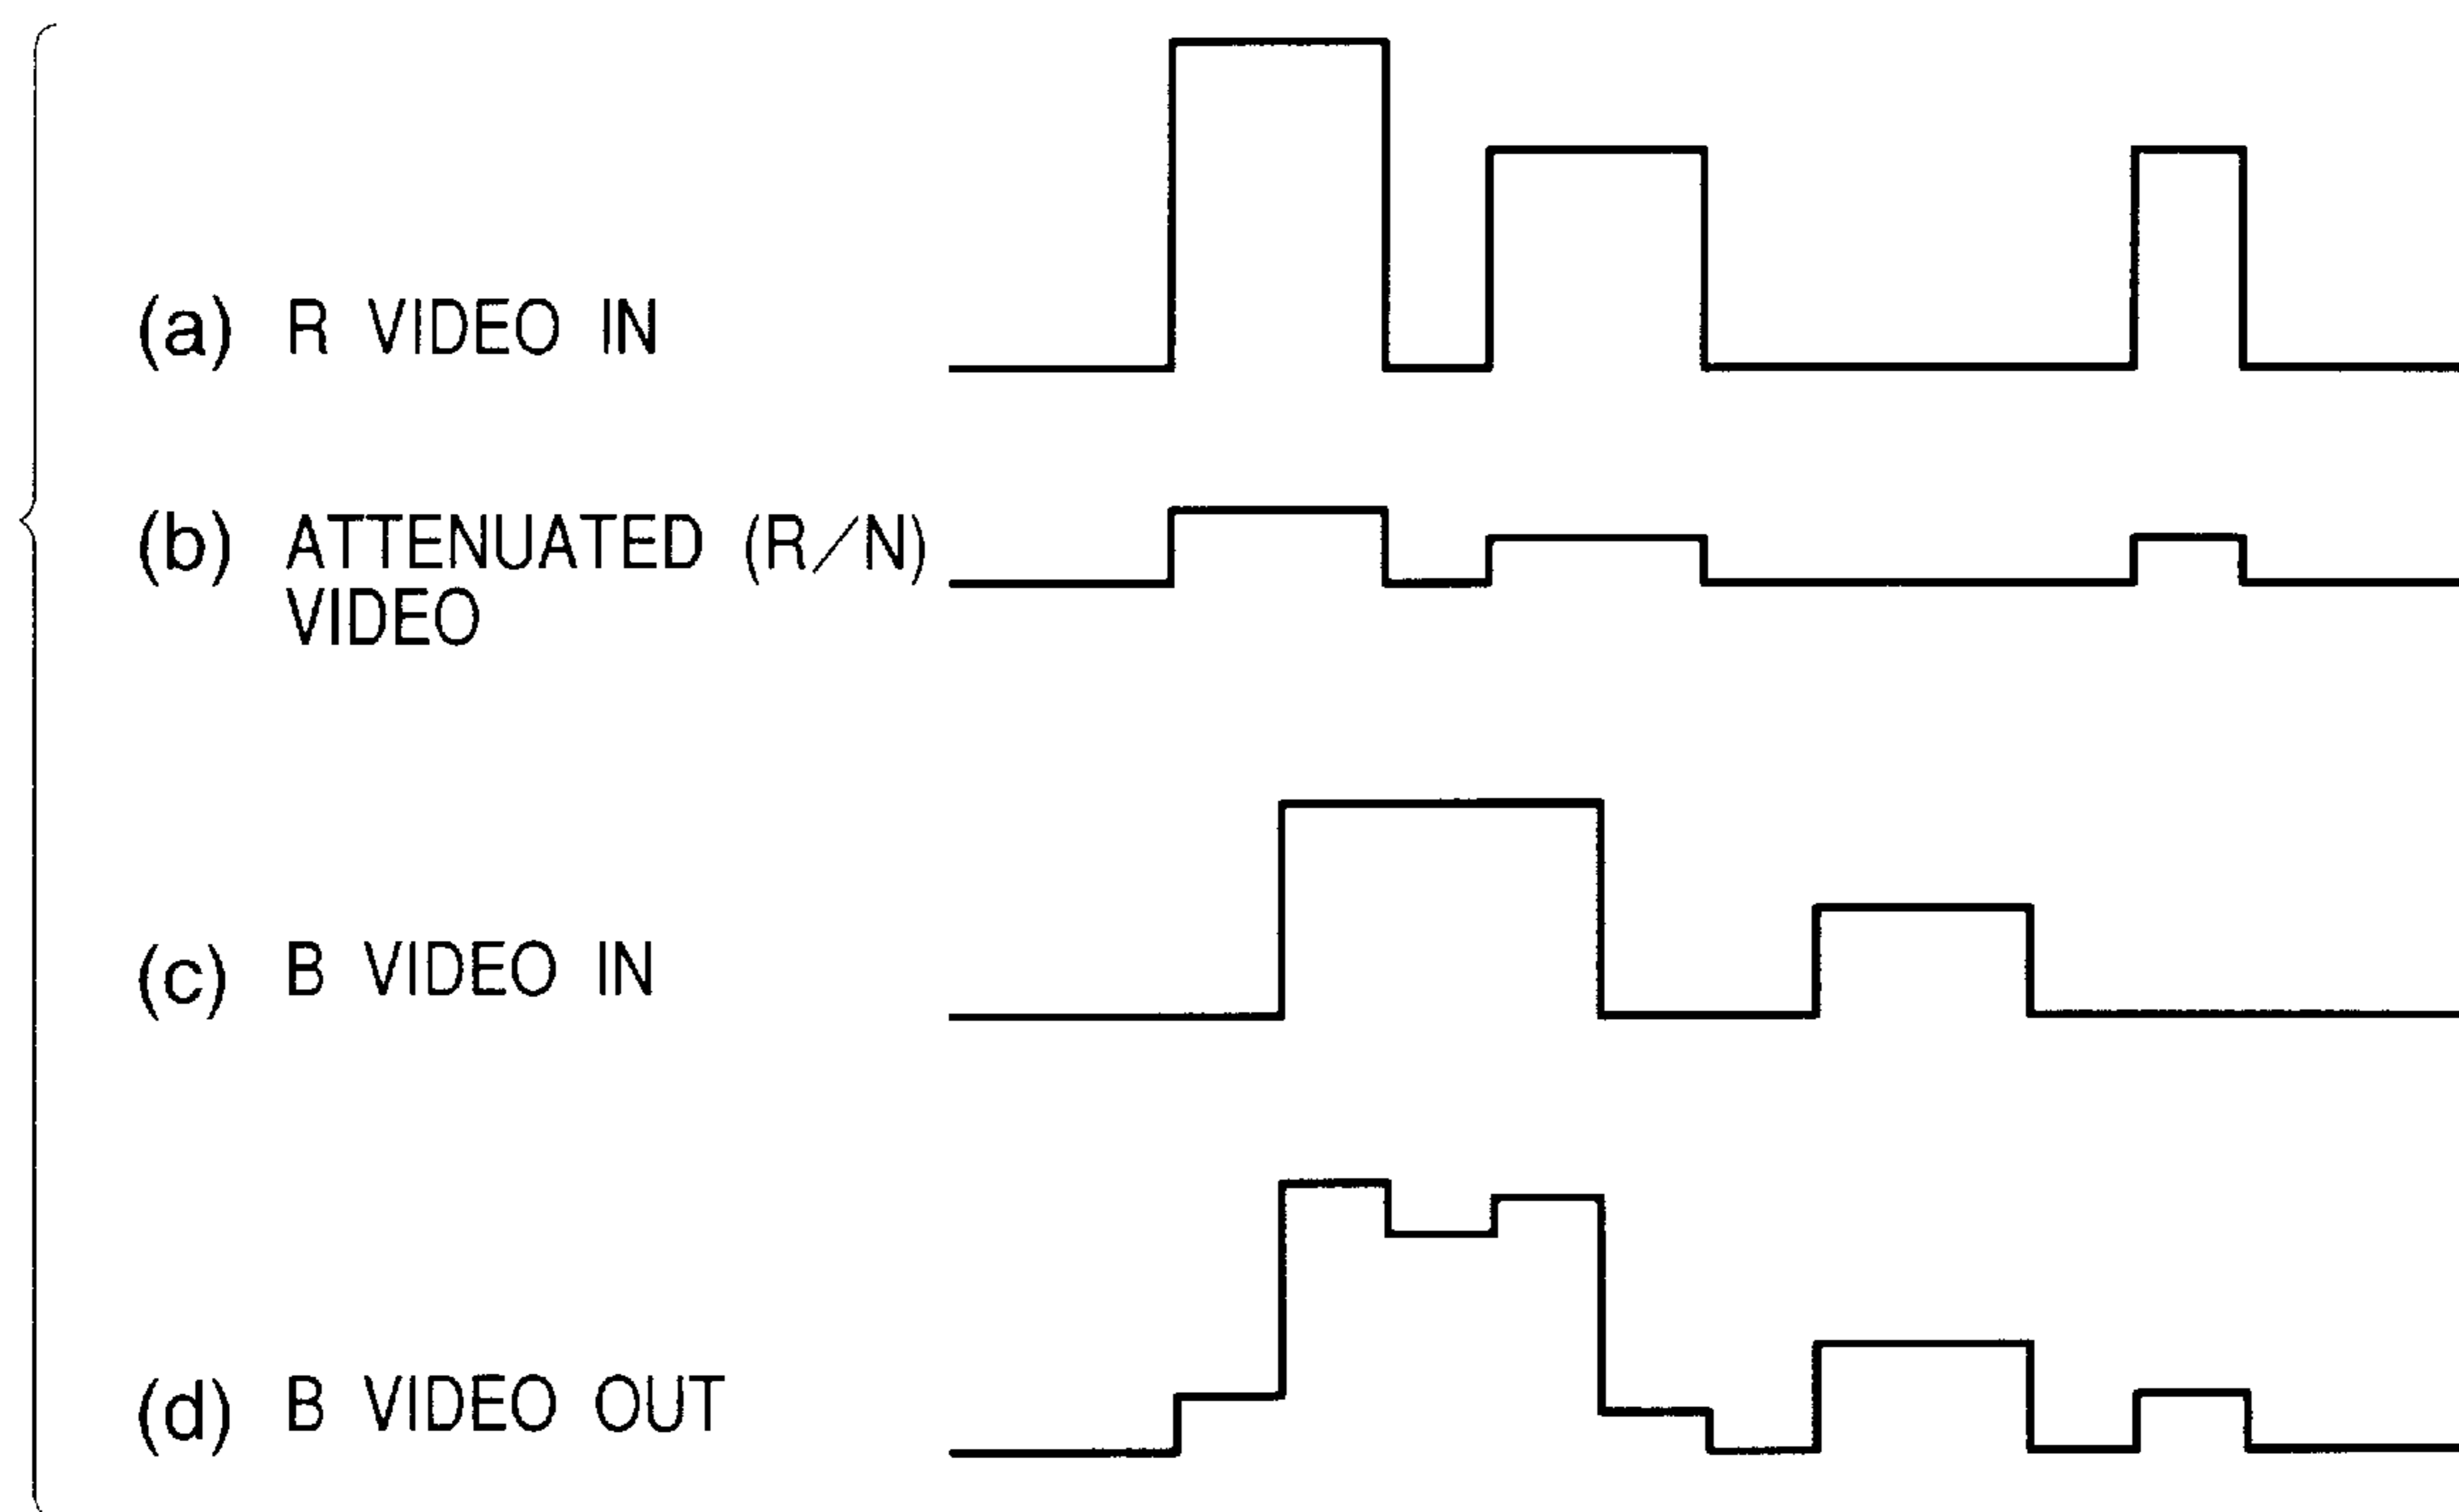 (a) R VIDEO IN
(b) ATTENUATED (R/N)
VIDEO
(c) B VIDEO IN
(d) B VIDEO OUT